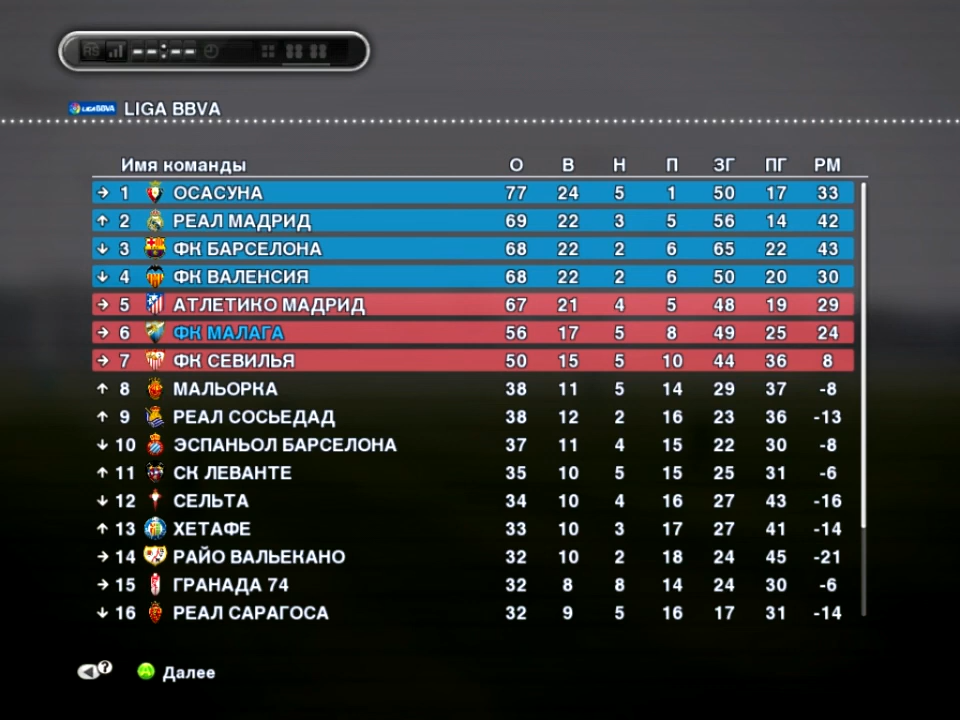 RS --:--
LIGA BBVA LIGA BBVA
Имя команды О В Н П ЗГ ПГ РМ
→ 1 ОСАСУНА 77 24 5 1 50 17 33
↑ 2 РЕАЛ МАДРИД 69 22 3 5 56 14 42
↓ 3 ФК БАРСЕЛОНА 68 22 2 6 65 22 43
↓ 4 ФК ВАЛЕНСИЯ 68 22 2 6 50 20 30
→ 5 АТЛЕТИКО МАДРИД 67 21 4 5 48 19 29
→ 6 ФК МАЛАГА 56 17 5 8 49 25 24
→ 7 ФК СЕВИЛЬЯ 50 15 5 10 44 36 8
↑ 8 МАЛЬОРКА 38 11 5 14 29 37 -8
↑ 9 РЕАЛ СОСЬЕДАД 38 12 2 16 23 36 -13
↓ 10 ЭСПАНЬОЛ БАРСЕЛОНА 37 11 4 15 22 30 -8
↑ 11 СК ЛЕВАНТЕ 35 10 5 15 25 31 -6
↓ 12 СЕЛЬТА 34 10 4 16 27 43 -16
↑ 13 ХЕТАФЕ 33 10 3 17 27 41 -14
→ 14 РАЙО ВАЛЬЕКАНО 32 10 2 18 24 45 -21
→ 15 ГРАНАДА 74 32 8 8 14 24 30 -6
↓ 16 РЕАЛ САРАГОСА 32 9 5 16 17 31 -14
? Далее